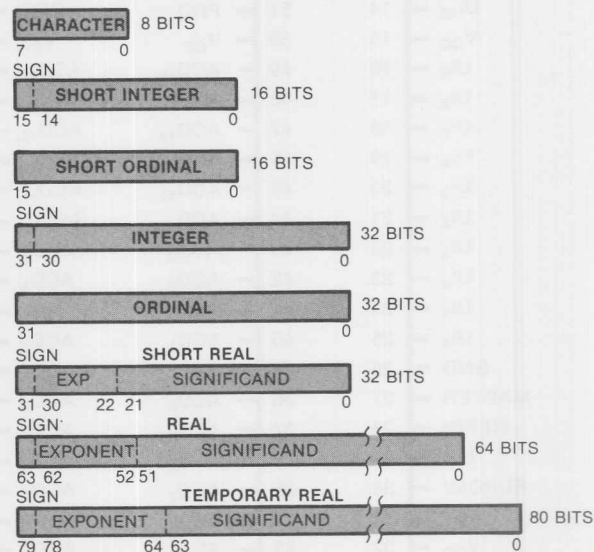 CHARACTER 8 BITS
7 0
SIGN
SHORT INTEGER 16 BITS
15 14 0
SHORT ORDINAL 16 BITS
15 0
SIGN
INTEGER 32 BITS
31 30 0
ORDINAL 32 BITS
31 0
SIGN SHORT REAL
EXP SIGNIFICAND 32 BITS
31 30 22 21 0
SIGN REAL
EXPONENT SIGNIFICAND 64 BITS
63 62 52 51 0
SIGN TEMPORARY REAL
EXPONENT SIGNIFICAND 80 BITS
79 78 64 63 0